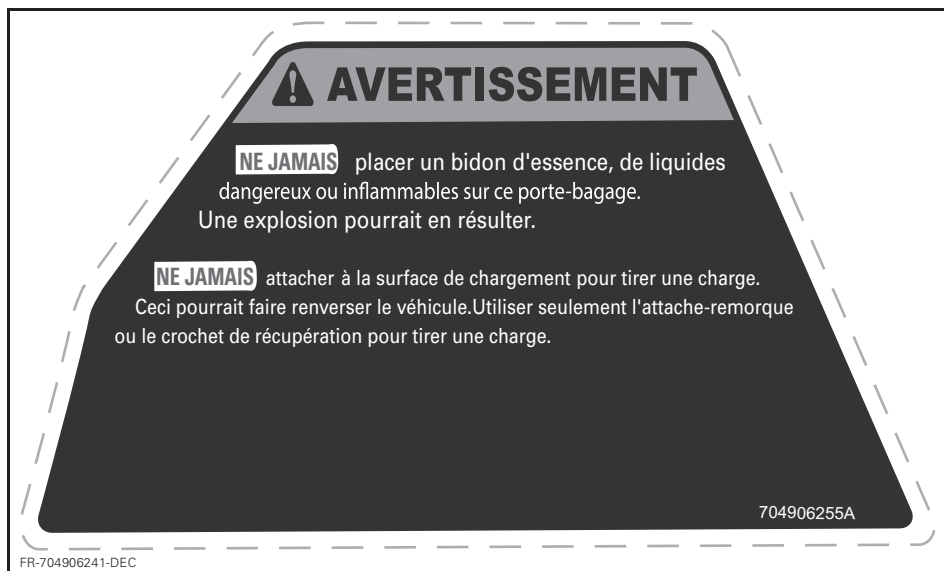 AVERTISSEMENT
NE JAMAIS placer un bidon d'essence, de liquides
dangereux ou inflammables sur ce porte-bagage.
Une explosion pourrait en résulter.
NE JAMAIS attacher à la surface de chargement pour tirer une charge.
Ceci pourrait faire renverser le véhicule.Utiliser seulement l'attache-remorque
ou le crochet de récupération pour tirer une charge.
704906255A
FR-704906241-DEC